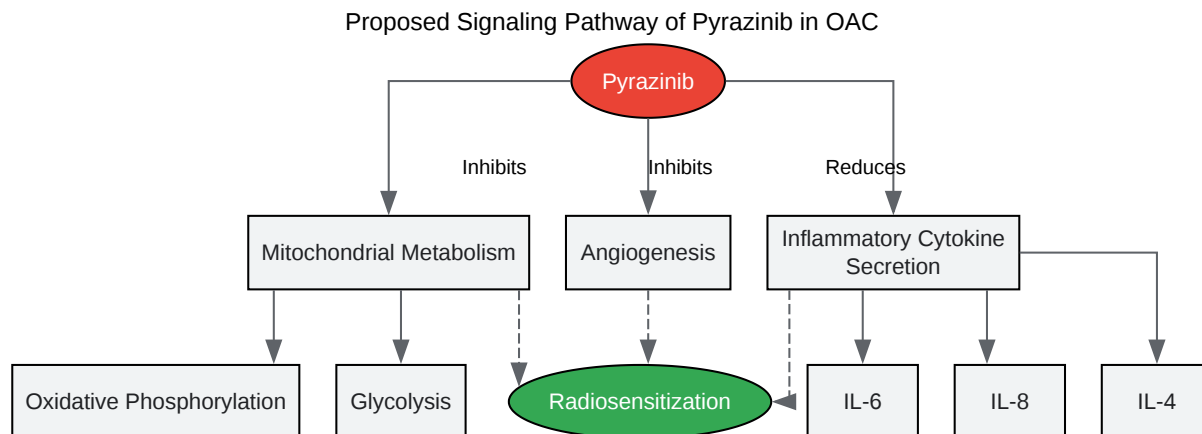 Proposed Signaling Pathway of Pyrazinib in OAC
Pyrazinib
Inhibits
Inhibits
Reduces
Mitochondrial Metabolism
Angiogenesis
Inflammatory Cytokine
Secretion
Oxidative Phosphorylation
Glycolysis
Radiosensitization
IL-6
IL-8
IL-4